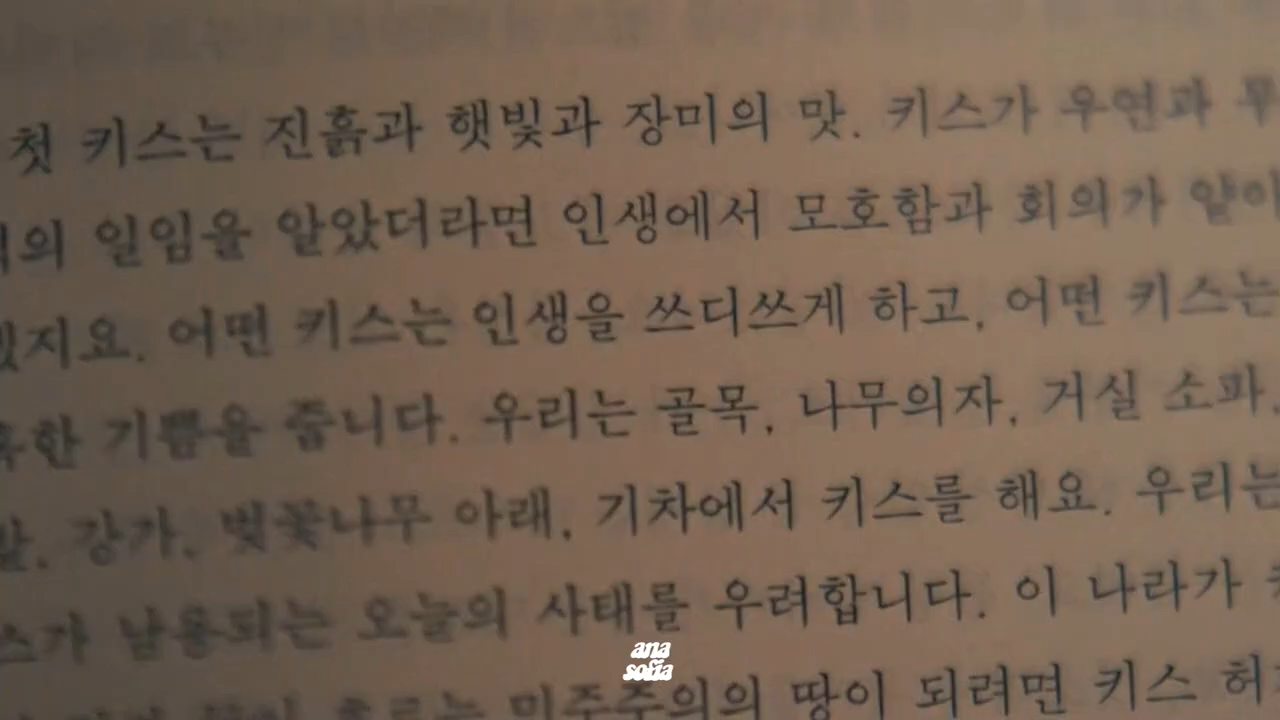 첫 키스는 진흙과 햇빛과 장미의 맛. 키스가 우연과
의 일임을 알았더라면 인생에서 모호함과 회의가
겠지요. 어떤 키스는 인생을 쓰디쓰게 하고, 어떤 키스는
한 기쁨을 줍니다. 우리는 골목, 나무의자, 거실 소파,
강가, 벚꽃나무 아래, 기차에서 키스를 해요. 우리는
스가 남용되는 오늘의 사태를 우려합니다. 이 나라가
흐르는 민주주의의 땅이 되려면 키스
ana
sofia